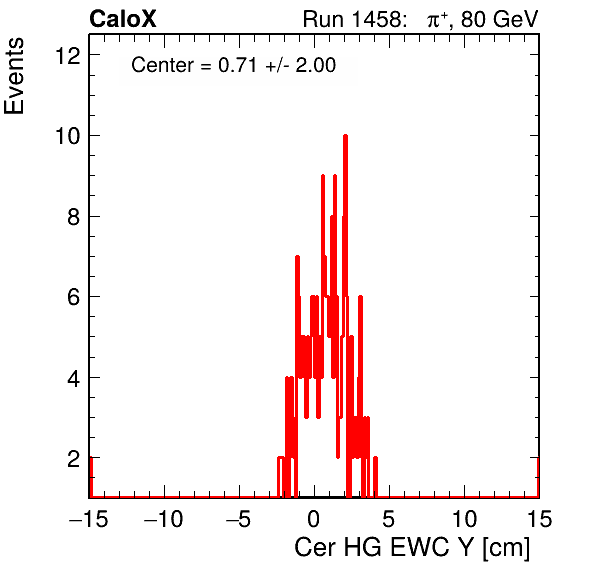 CaloX Run 1458: π⁺, 80 GeV
Center = 0.71 +/- 2.00
Events
12
10
8
6
4
2
−15 −10 −5 0 5 10 15
Cer HG EWC Y [cm]